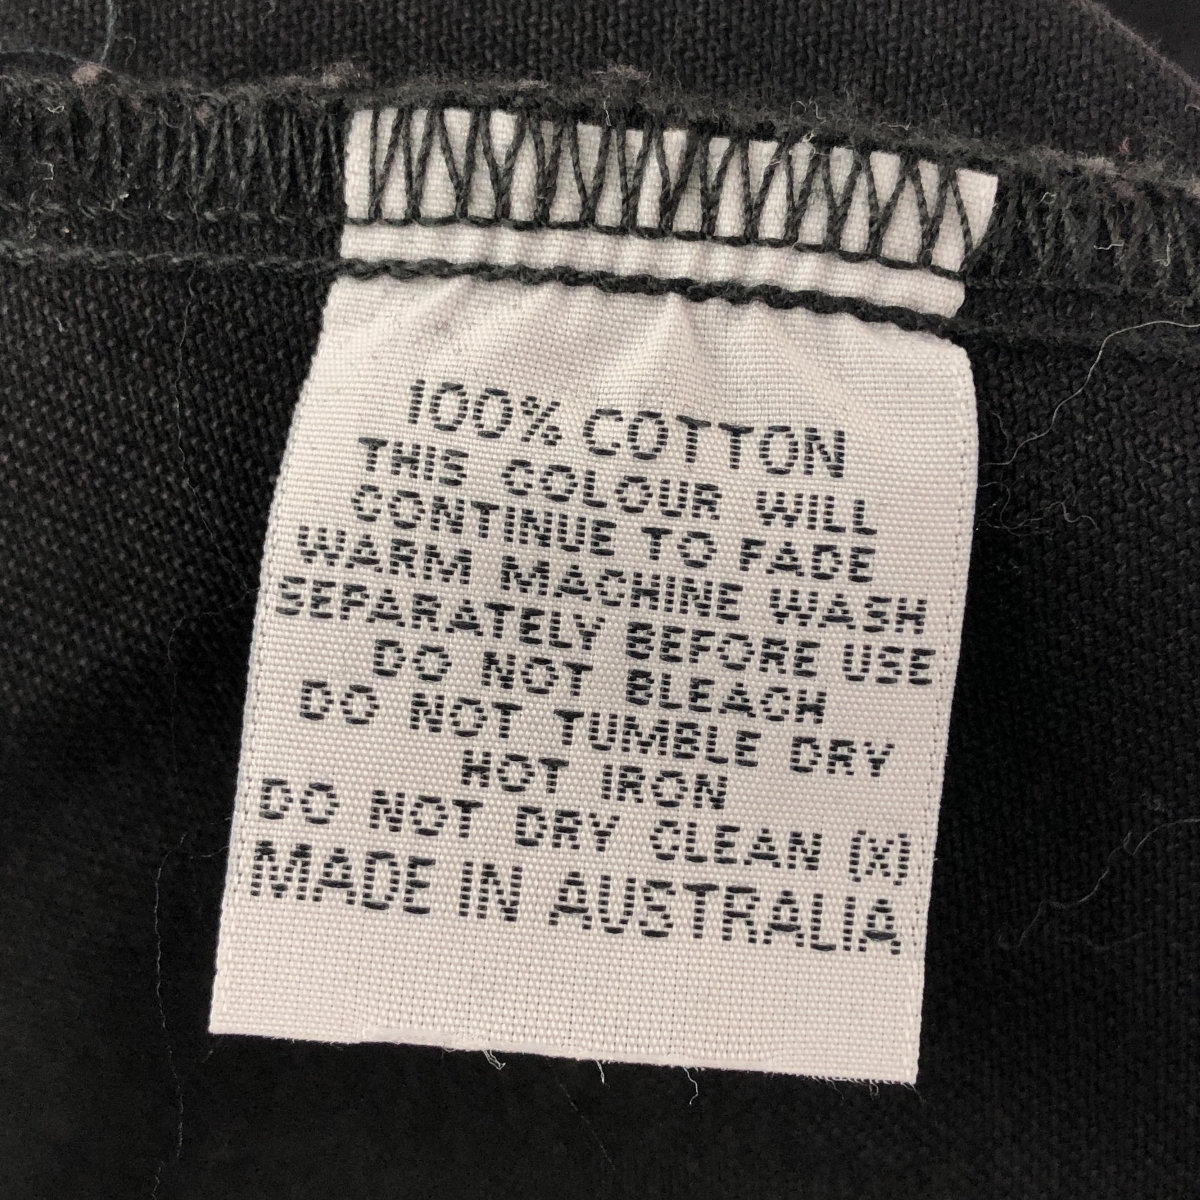 100% COTTON
THIS COLOUR WILL
CONTINUE TO FADE
WARM MACHINE WASH
SEPARATELY BEFORE USE
DO NOT BLEACH
DO NOT TUMBLE DRY
HOT IRON
DO NOT DRY CLEAN (X)
MADE IN AUSTRALIA